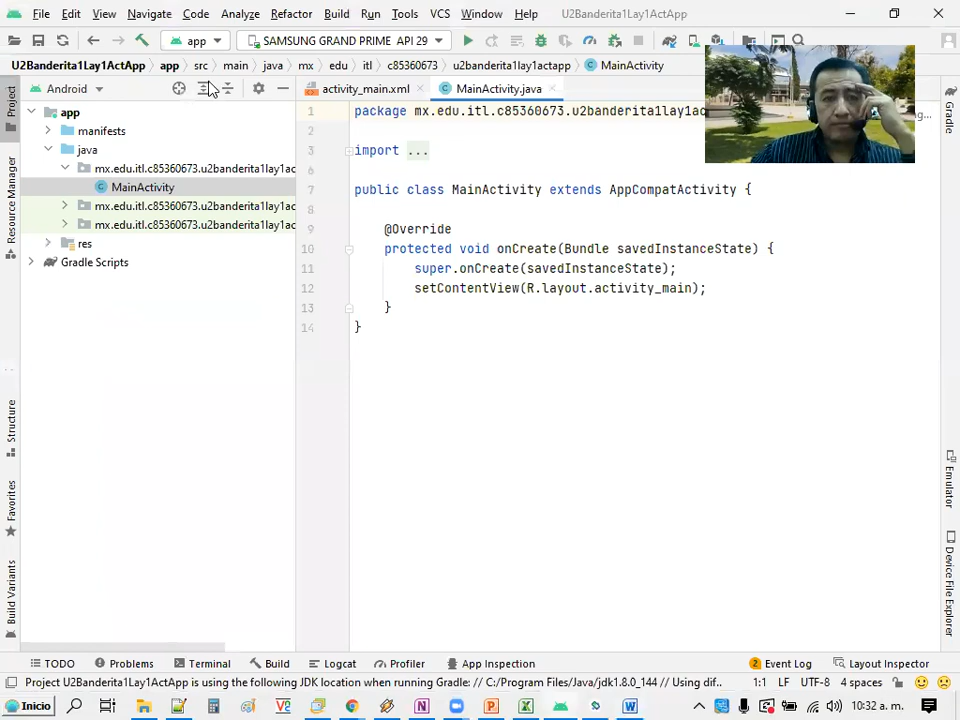 File Edit View Navigate Code Analyze Refactor Build Run Tools VCS Window Help U2Banderita1Lay1ActApp
app SAMSUNG GRAND PRIME API 29
U2Banderita1Lay1ActApp app src main java mx edu itl c85360673 u2banderita1lay1actapp MainActivity
Project
Resource Manager
Structure
Favorites
Build Variants
Android
app
manifests
java
mx.edu.itl.c85360673.u2banderita1lay1ac
MainActivity
mx.edu.itl.c85360673.u2banderita1lay1ac
mx.edu.itl.c85360673.u2banderita1lay1ac
res
Gradle Scripts
activity_main.xml MainActivity.java
1 package mx.edu.itl.c85360673.u2banderita1lay1ac
2
3 import ...
6
7 public class MainActivity extends AppCompatActivity {
8
9 @Override
10 protected void onCreate(Bundle savedInstanceState) {
11 super.onCreate(savedInstanceState);
12 setContentView(R.layout.activity_main);
13 }
14 }
Gradle
Emulator
Device File Explorer
TODO Problems Terminal Build Logcat Profiler App Inspection 2 Event Log Layout Inspector
Project U2Banderita1Lay1ActApp is using the following JDK location when running Gradle: // C:/Program Files/Java/jdk1.8.0_144 // Using dif.. 1:1 LF UTF-8 4 spaces
Inicio 10:32 a. m.